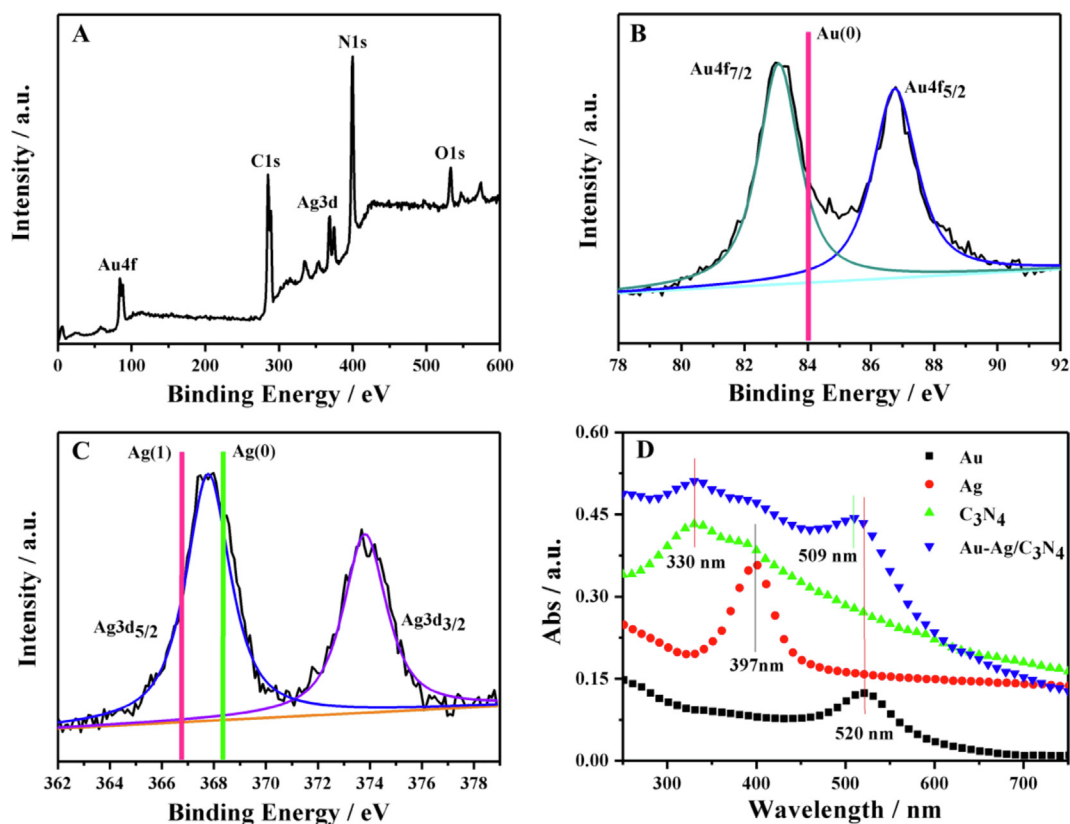 A
N1s
C1s
Ag3d
O1s
Au4f
Intensity / a.u.
0 100 200 300 400 500 600
Binding Energy / eV
B
Au(0)
Au4f7/2
Au4f5/2
Intensity / a.u.
78 80 82 84 86 88 90 92
Binding Energy / eV
C
Ag(1)
Ag(0)
Ag3d5/2
Ag3d3/2
Intensity / a.u.
362 364 366 368 370 372 374 376 378
Binding Energy / eV
D
Au
Ag
C3N4
Au-Ag/C3N4
330 nm
509 nm
397nm
520 nm
0.60
0.45
0.30
0.15
0.00
Abs / a.u.
300 400 500 600 700
Wavelength / nm